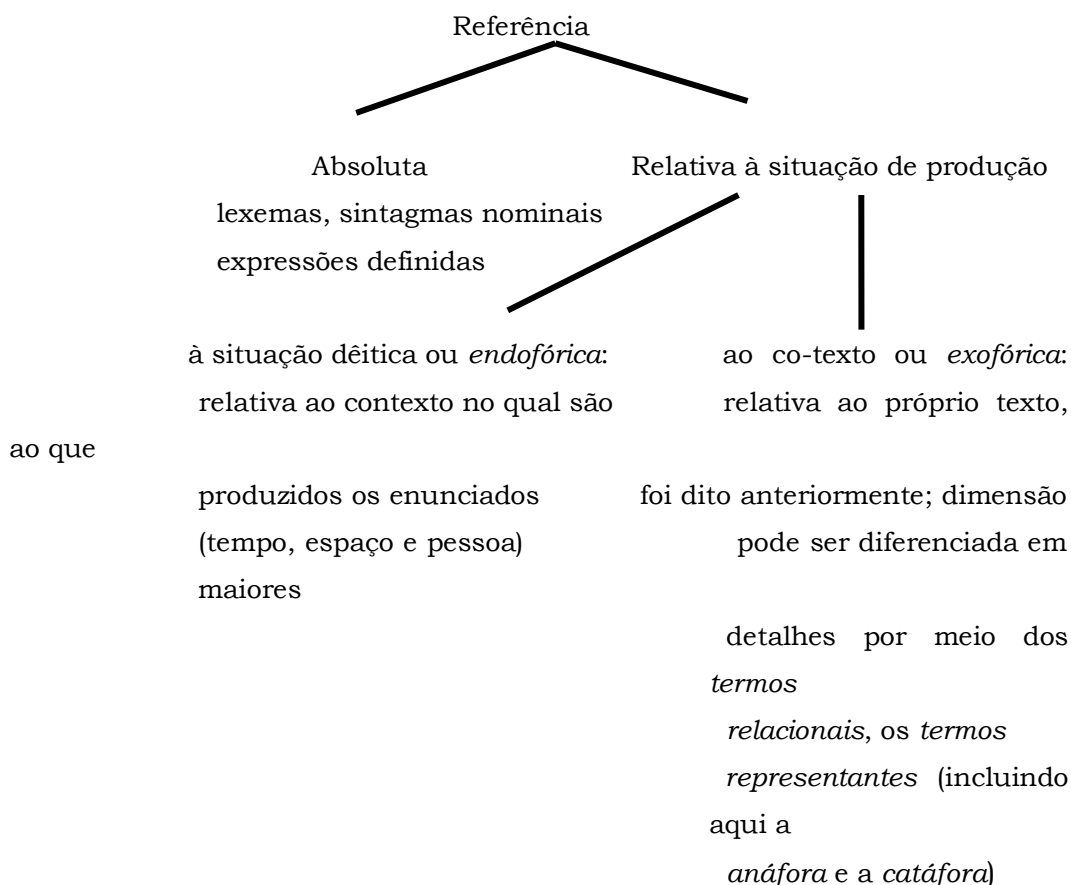 Referência
Absoluta
lexemas, sintagmas nominais
expressões definidas
Relativa à situação de produção
à situação dêitica ou endofórica:
relativa ao contexto no qual são
produzidos os enunciados
(tempo, espaço e pessoa)
ao co-texto ou exofórica:
relativa ao próprio texto,
ao que
foi dito anteriormente; dimensão
pode ser diferenciada em
maiores
detalhes por meio dos
termos
relacionais, os termos
representantes (incluindo
aqui a
anáfora e a catáfora)